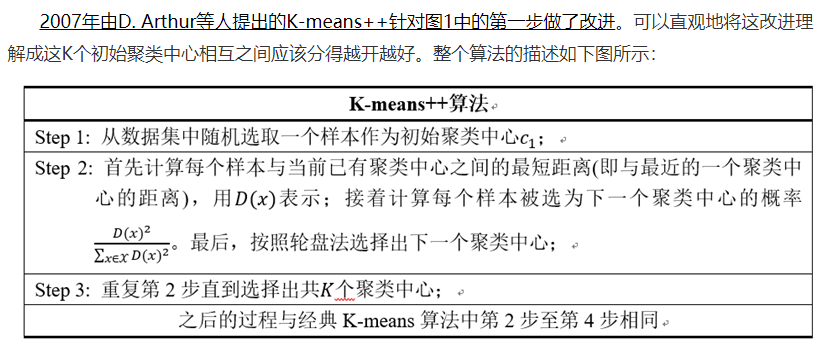 2007年由D. Arthur等人提出的K-means++针对图1中的第一步做了改进。可以直观地将这改进理
解成这K个初始聚类中心相互之间应该分得越开越好。整个算法的描述如下图所示：
K-means++算法
Step 1: 从数据集中随机选取一个样本作为初始聚类中心c₁；
Step 2: 首先计算每个样本与当前已有聚类中心之间的最短距离(即与最近的一个聚类中
心的距离)，用D(x)表示；接着计算每个样本被选为下一个聚类中心的概率
D(x)²/∑x∈X D(x)²。最后，按照轮盘法选择出下一个聚类中心；
Step 3: 重复第 2 步直到选择出共K个聚类中心；
之后的过程与经典 K-means 算法中第 2 步至第 4 步相同